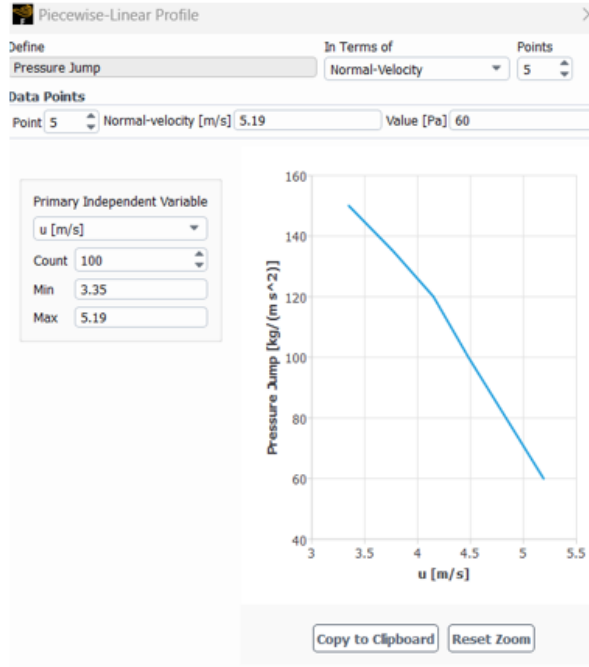 Piecewise-Linear Profile
Define In Terms of Points
Pressure Jump Normal-Velocity 5
Data Points
Point 5 Normal-velocity [m/s] 5.19 Value [Pa] 60
Primary Independent Variable
u [m/s]
Count 100
Min 3.35
Max 5.19
160
140
120
100
80
60
40
Pressure Jump [kg/(m s^2)]
3 3.5 4 4.5 5 5.5
u [m/s]
Copy to Clipboard Reset Zoom